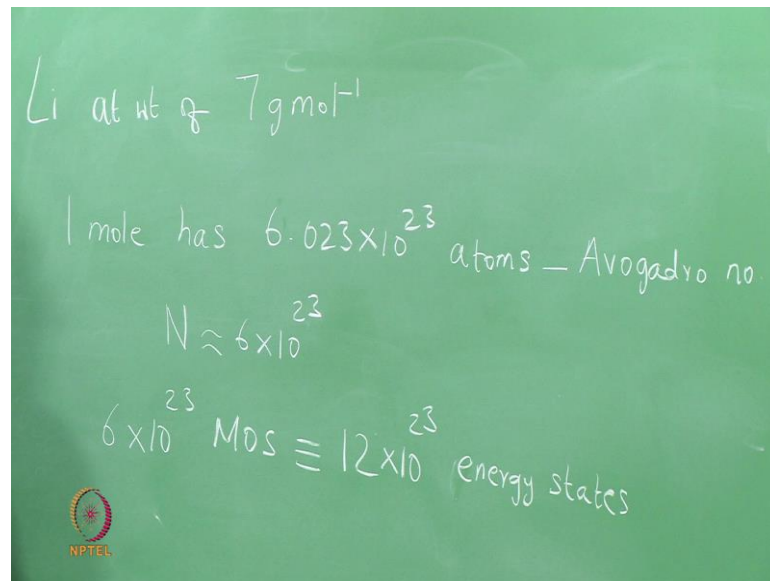 Li at wt of 7 g mol⁻¹
1 mole has 6.023×10²³ atoms – Avogadro no.
N ≈ 6×10²³
6×10²³ MOs ≡ 12×10²³ energy states
NPTEL